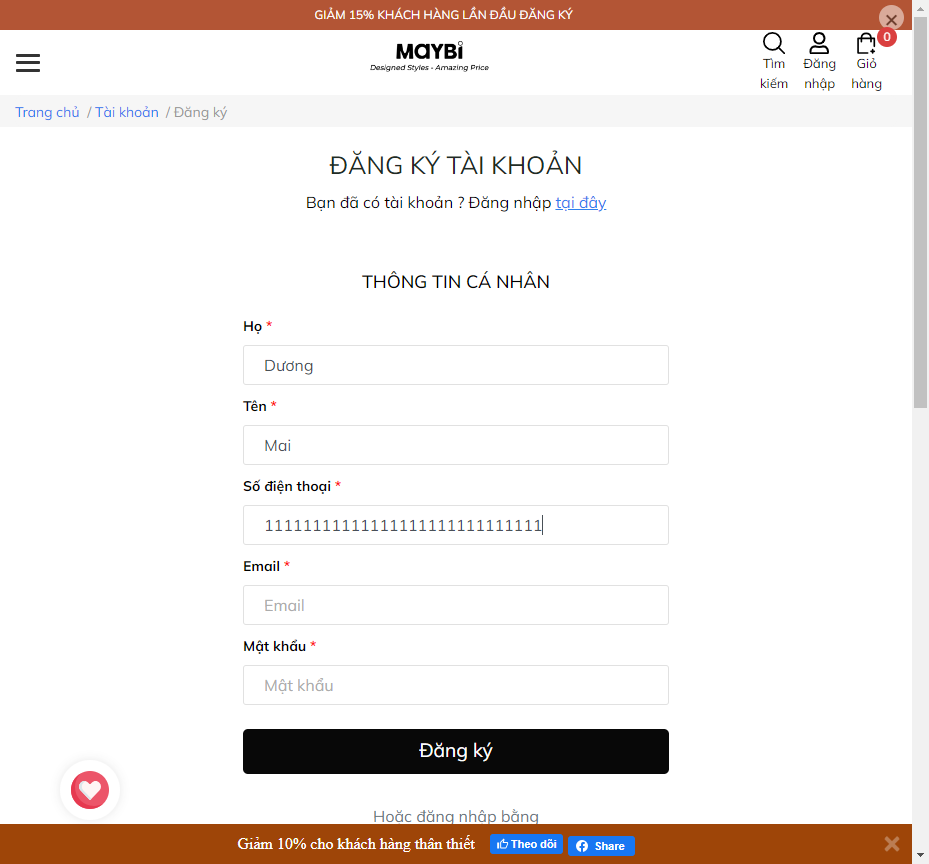 GIẢM 15% KHÁCH HÀNG LẦN ĐẦU ĐĂNG KÝ
MAYBI
Designed Styles - Amazing Price
Tìm kiếm
Đăng nhập
0
Giỏ hàng
Trang chủ / Tài khoản / Đăng ký
ĐĂNG KÝ TÀI KHOẢN
Bạn đã có tài khoản ? Đăng nhập tại đây
THÔNG TIN CÁ NHÂN
Họ *
Dương
Tên *
Mai
Số điện thoại *
11111111111111111111111111111
Email *
Email
Mật khẩu *
Mật khẩu
Đăng ký
Hoặc đăng nhập bằng
Giảm 10% cho khách hàng thân thiết
Theo dõi
Share